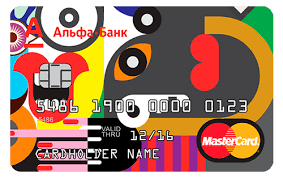 А Альфа·Банк
5486 1900 0000 0123
5486
VALID THRU 12/16
CARDHOLDER NAME
MasterCard